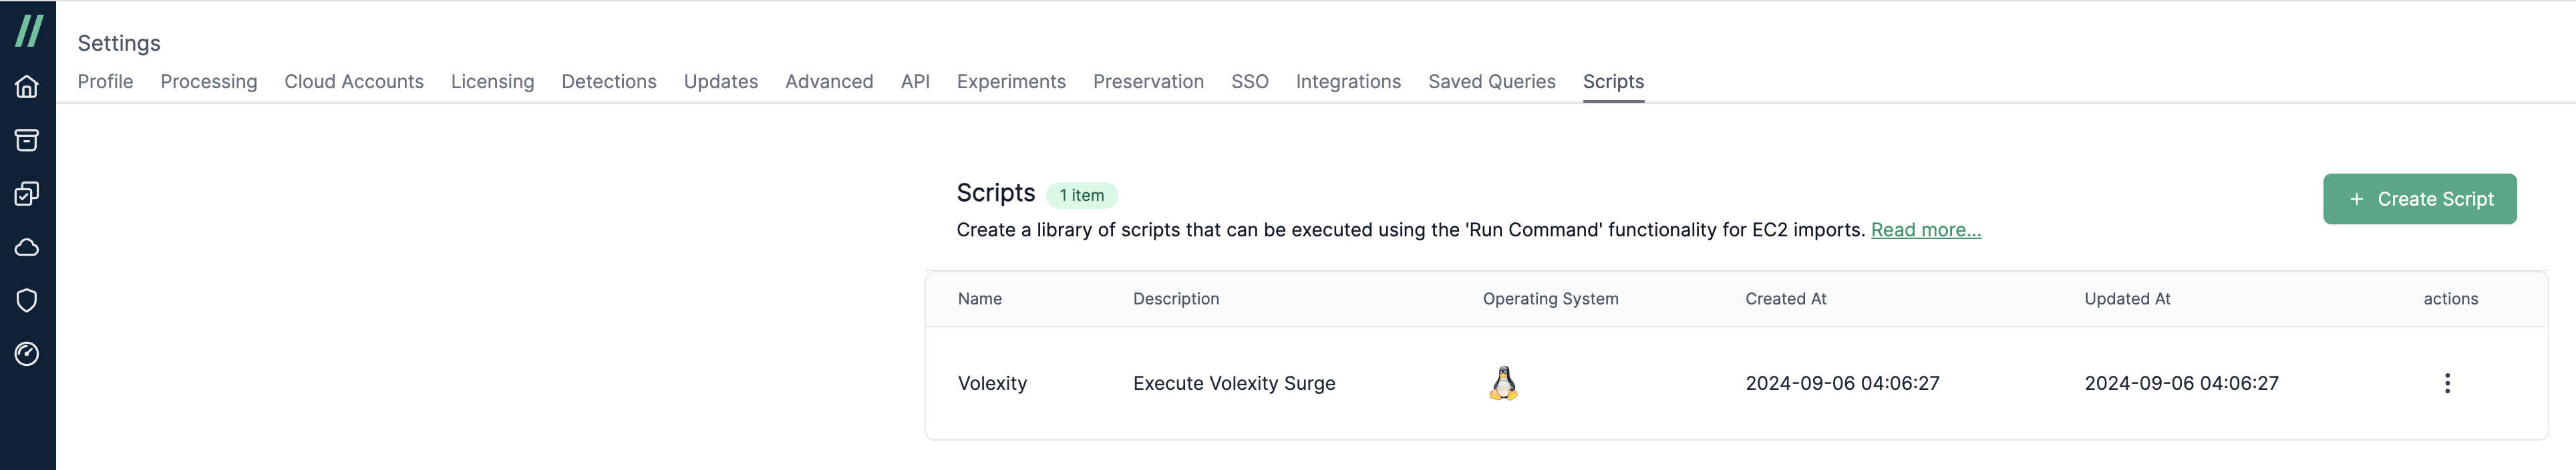 Settings
Profile Processing Cloud Accounts Licensing Detections Updates Advanced API Experiments Preservation SSO Integrations Saved Queries Scripts
Scripts 1 item
+ Create Script
Create a library of scripts that can be executed using the 'Run Command' functionality for EC2 imports. Read more...
Name Description Operating System Created At Updated At actions
Volexity Execute Volexity Surge 2024-09-06 04:06:27 2024-09-06 04:06:27